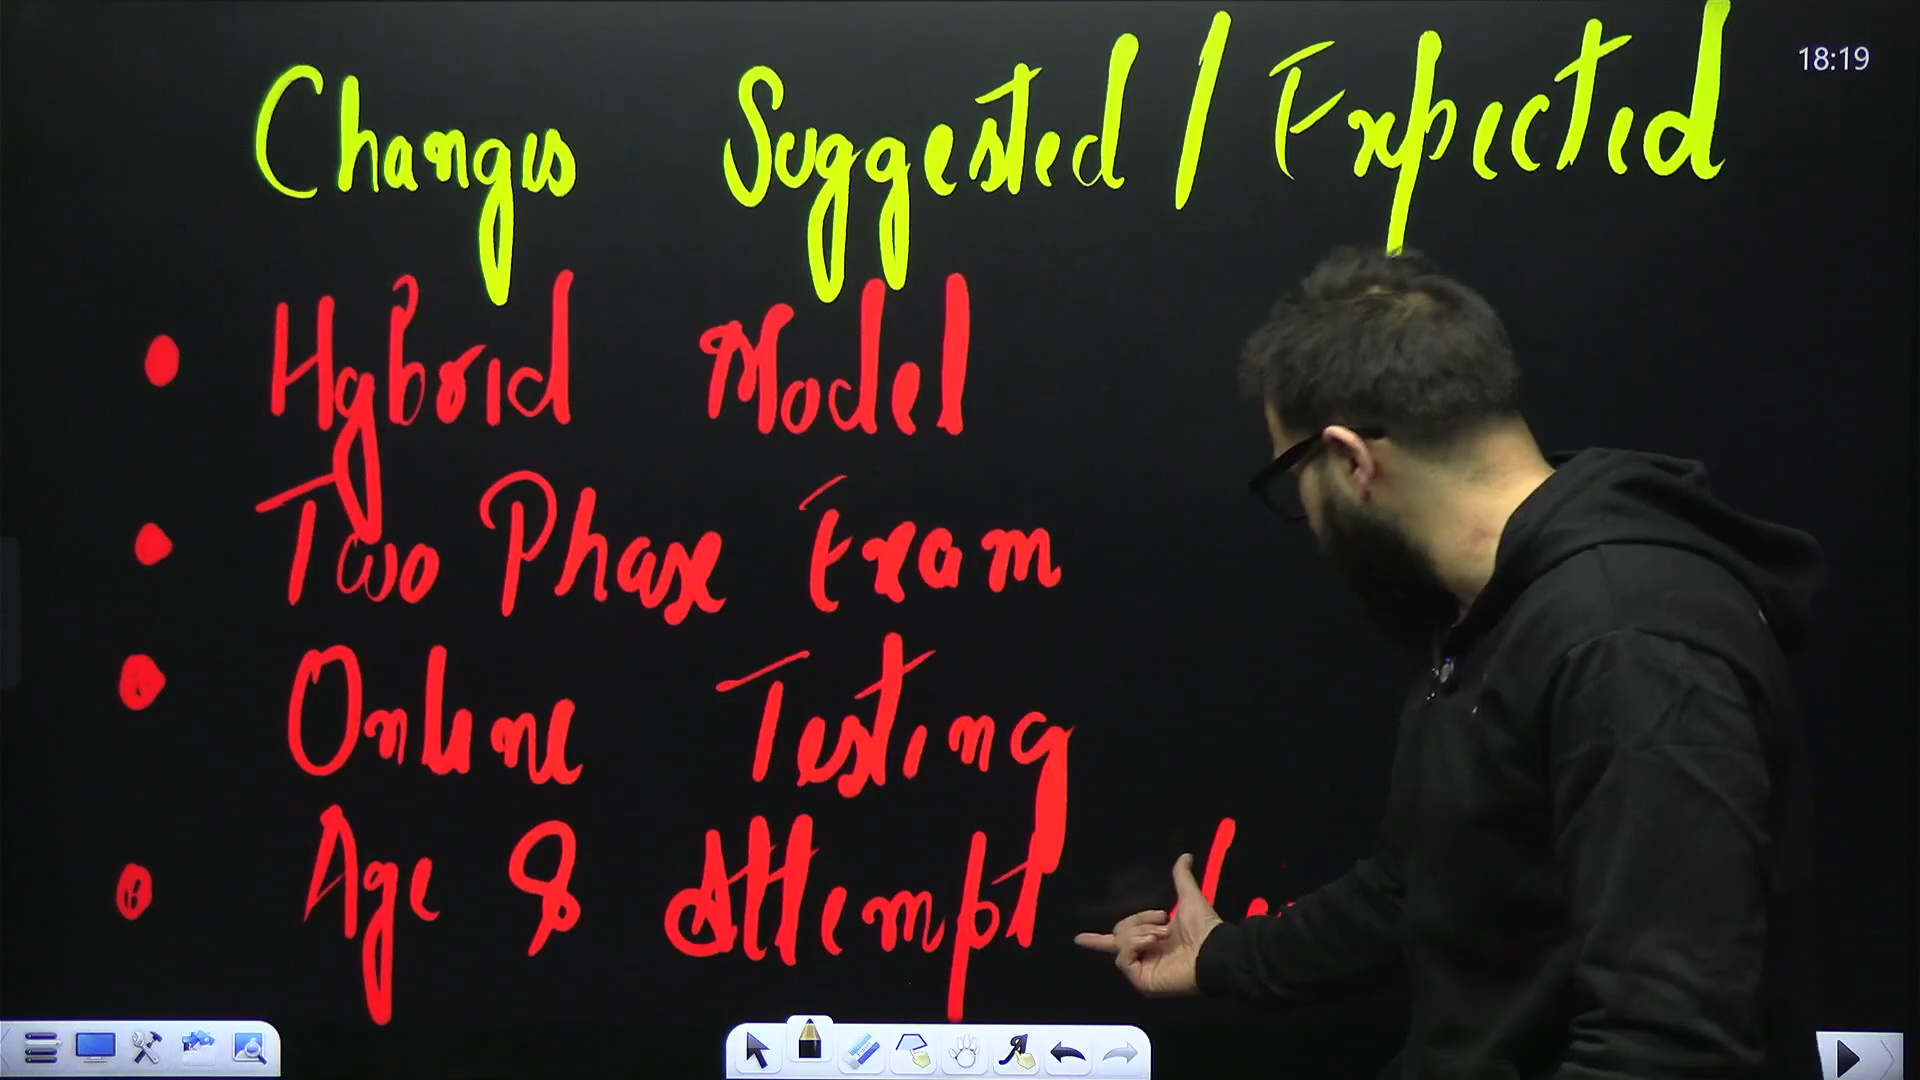 18:19
Changes Suggested / Expected
• Hybrid Model
• Two Phase Exam
• Online Testing
• Age & Attempt